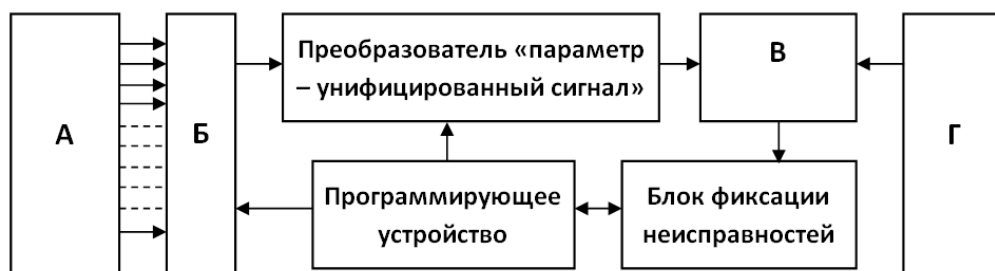 А
Б
Преобразователь «параметр
– унифицированный сигнал»
В
Г
Программирующее
устройство
Блок фиксации
неисправностей